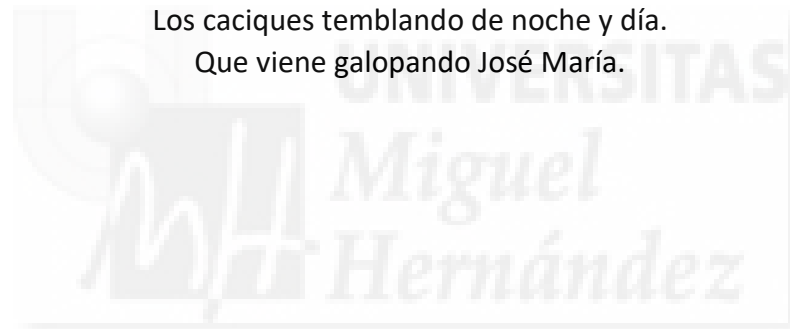 Los caciques temblando de noche y día.
Que viene galopando José María.
UNIVERSITAS
Miguel
Hernández